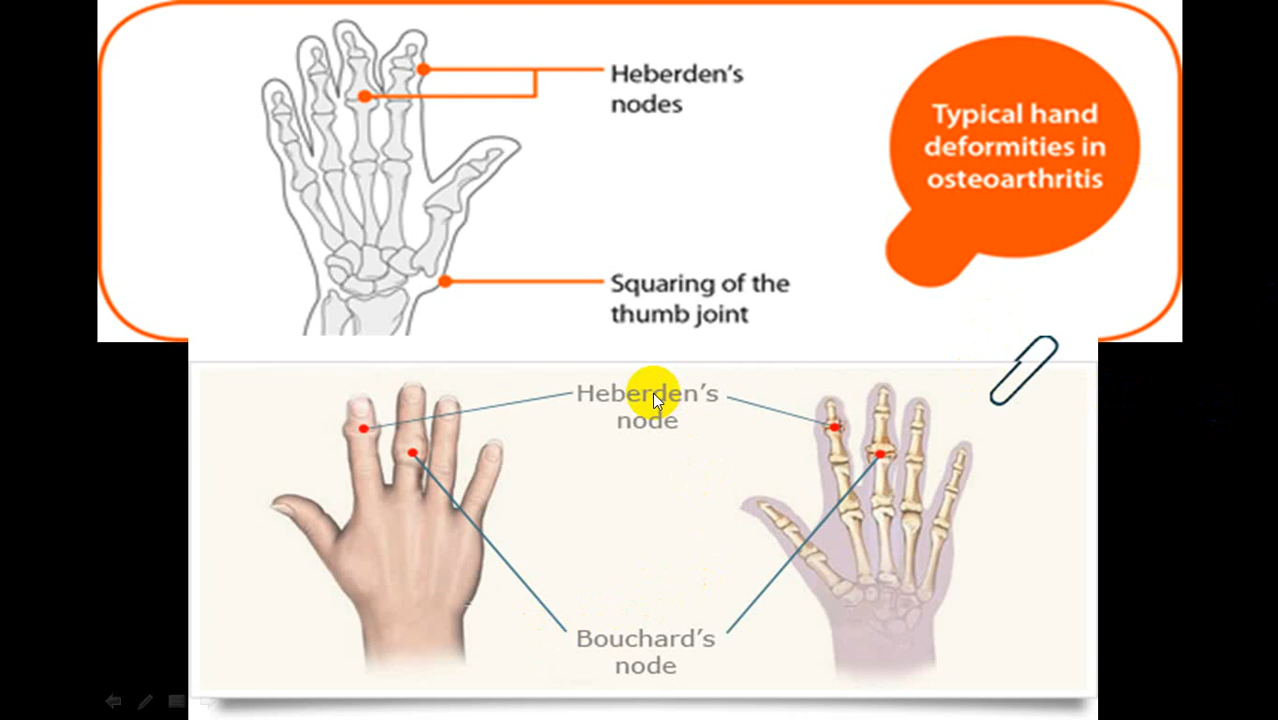 Heberden's
nodes
Typical hand
deformities in
osteoarthritis
Squaring of the
thumb joint
Heberden's
node
Bouchard's
node